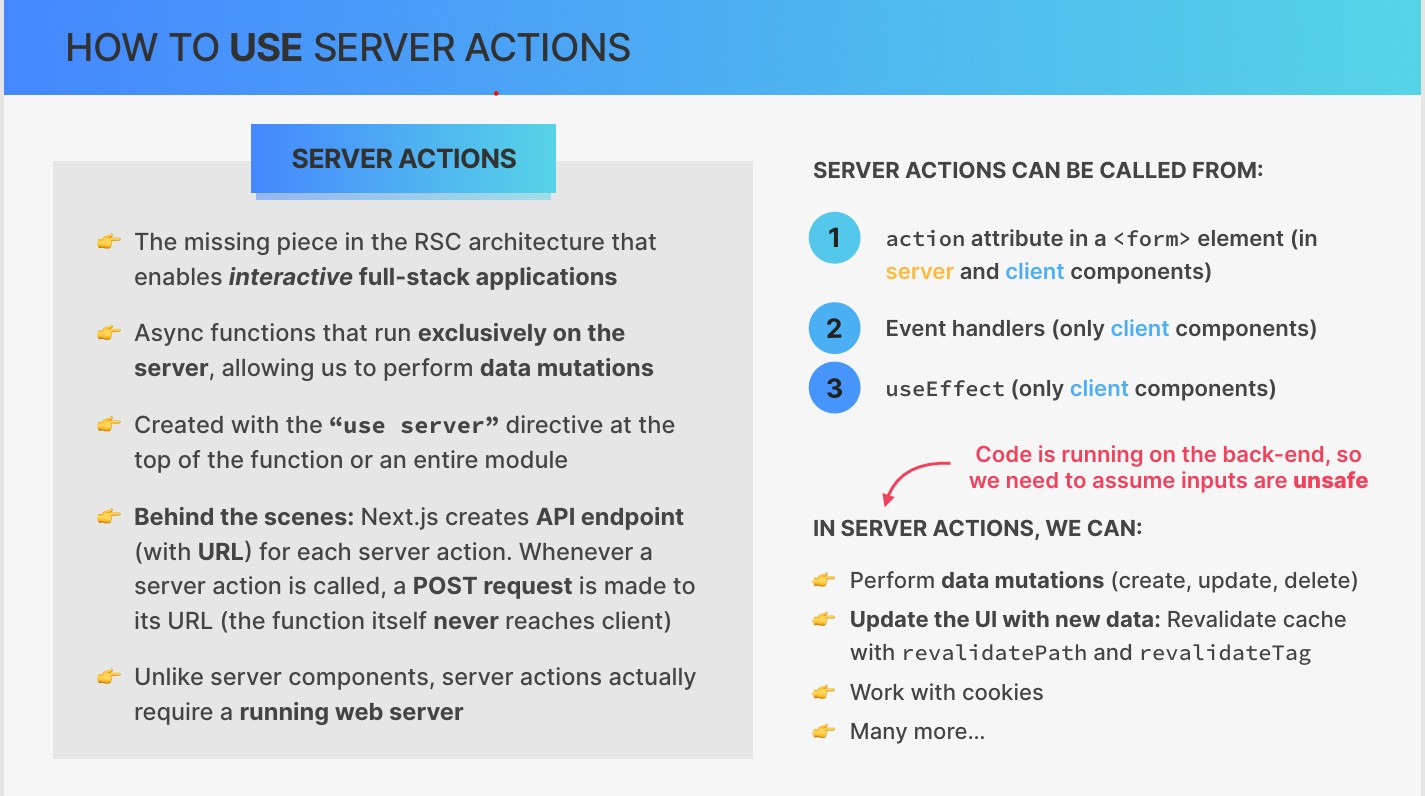 HOW TO USE SERVER ACTIONS
SERVER ACTIONS
👉 The missing piece in the RSC architecture that
enables interactive full-stack applications
👉 Async functions that run exclusively on the
server, allowing us to perform data mutations
👉 Created with the “use server” directive at the
top of the function or an entire module
👉 Behind the scenes: Next.js creates API endpoint
(with URL) for each server action. Whenever a
server action is called, a POST request is made to
its URL (the function itself never reaches client)
👉 Unlike server components, server actions actually
require a running web server
SERVER ACTIONS CAN BE CALLED FROM:
1 action attribute in a <form> element (in
server and client components)
2 Event handlers (only client components)
3 useEffect (only client components)
Code is running on the back-end, so
we need to assume inputs are unsafe
IN SERVER ACTIONS, WE CAN:
👉 Perform data mutations (create, update, delete)
👉 Update the UI with new data: Revalidate cache
with revalidatePath and revalidateTag
👉 Work with cookies
👉 Many more…